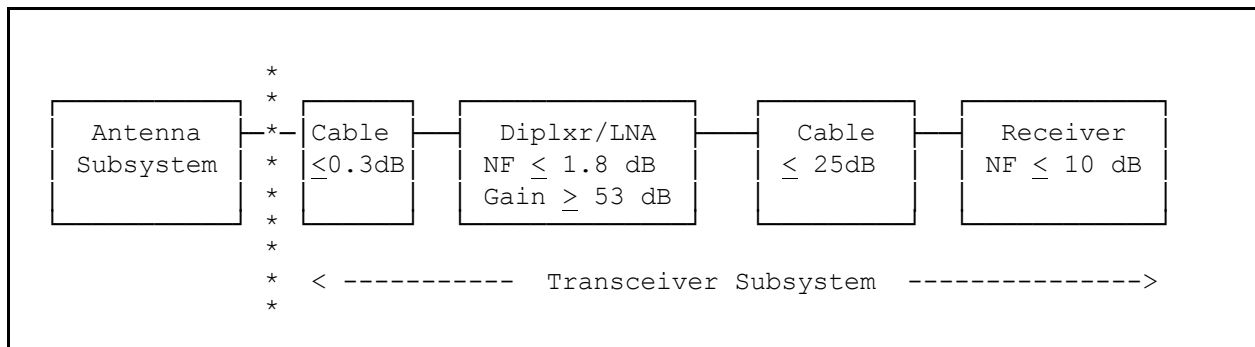 Antenna Subsystem
Cable ≤0.3dB
Diplxr/LNA
NF ≤ 1.8 dB
Gain ≥ 53 dB
Cable
≤ 25dB
Receiver
NF ≤ 10 dB
< ----------- Transceiver Subsystem --------------->